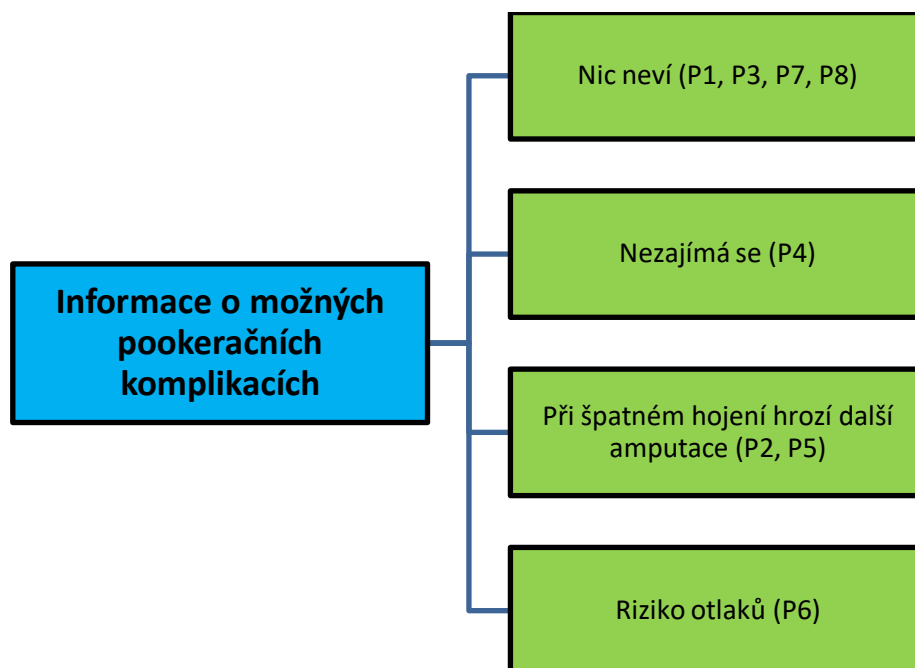 Nic neví (P1, P3, P7, P8)
Nezajímá se (P4)
Informace o možných
pookeračních
komplikacích
Při špatném hojení hrozí další
amputace (P2, P5)
Riziko otlaků (P6)